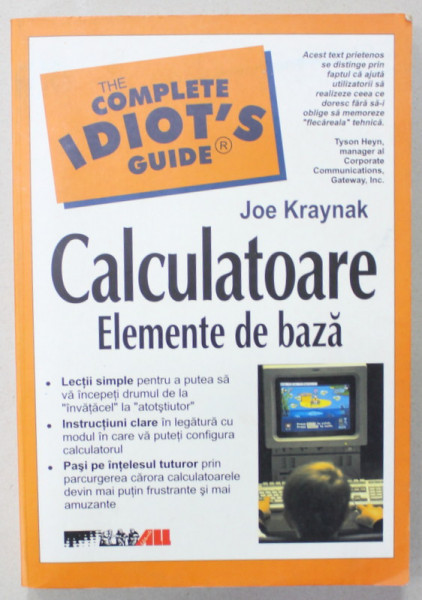 THE
COMPLETE
IDIOT'S
GUIDE®
Acest text prietenos
se distinge prin
faptul că ajută
utilizatorii să
realizeze ceea ce
doresc fără să-i
oblige să memoreze
"flecăreala" tehnică.
Tyson Heyn,
manager al
Corporate
Communications,
Gateway, Inc.
Joe Kraynak
Calculatoare
Elemente de bază
• Lecții simple pentru a putea să
vă începeți drumul de la
"învățăcel" la "atotștiutor"
• Instrucțiuni clare în legătură cu
modul în care vă puteți configura
calculatorul
• Pași pe înțelesul tuturor prin
parcurgerea cărora calculatoarele
devin mai puțin frustrante și mai
amuzante
ALL